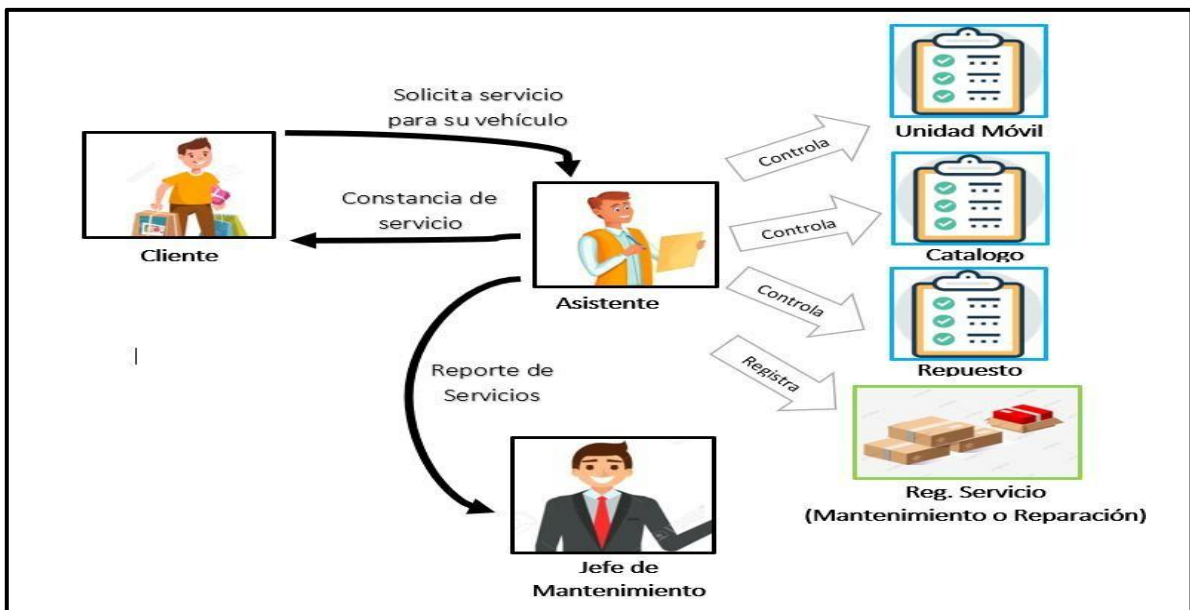 Solicita servicio
para su vehículo
Constancia de
servicio
Cliente
Asistente
Reporte de
Servicios
Jefe de
Mantenimiento
Controla
Unidad Móvil
Controla
Catalogo
Controla
Repuesto
Registra
Reg. Servicio
(Mantenimiento o Reparación)